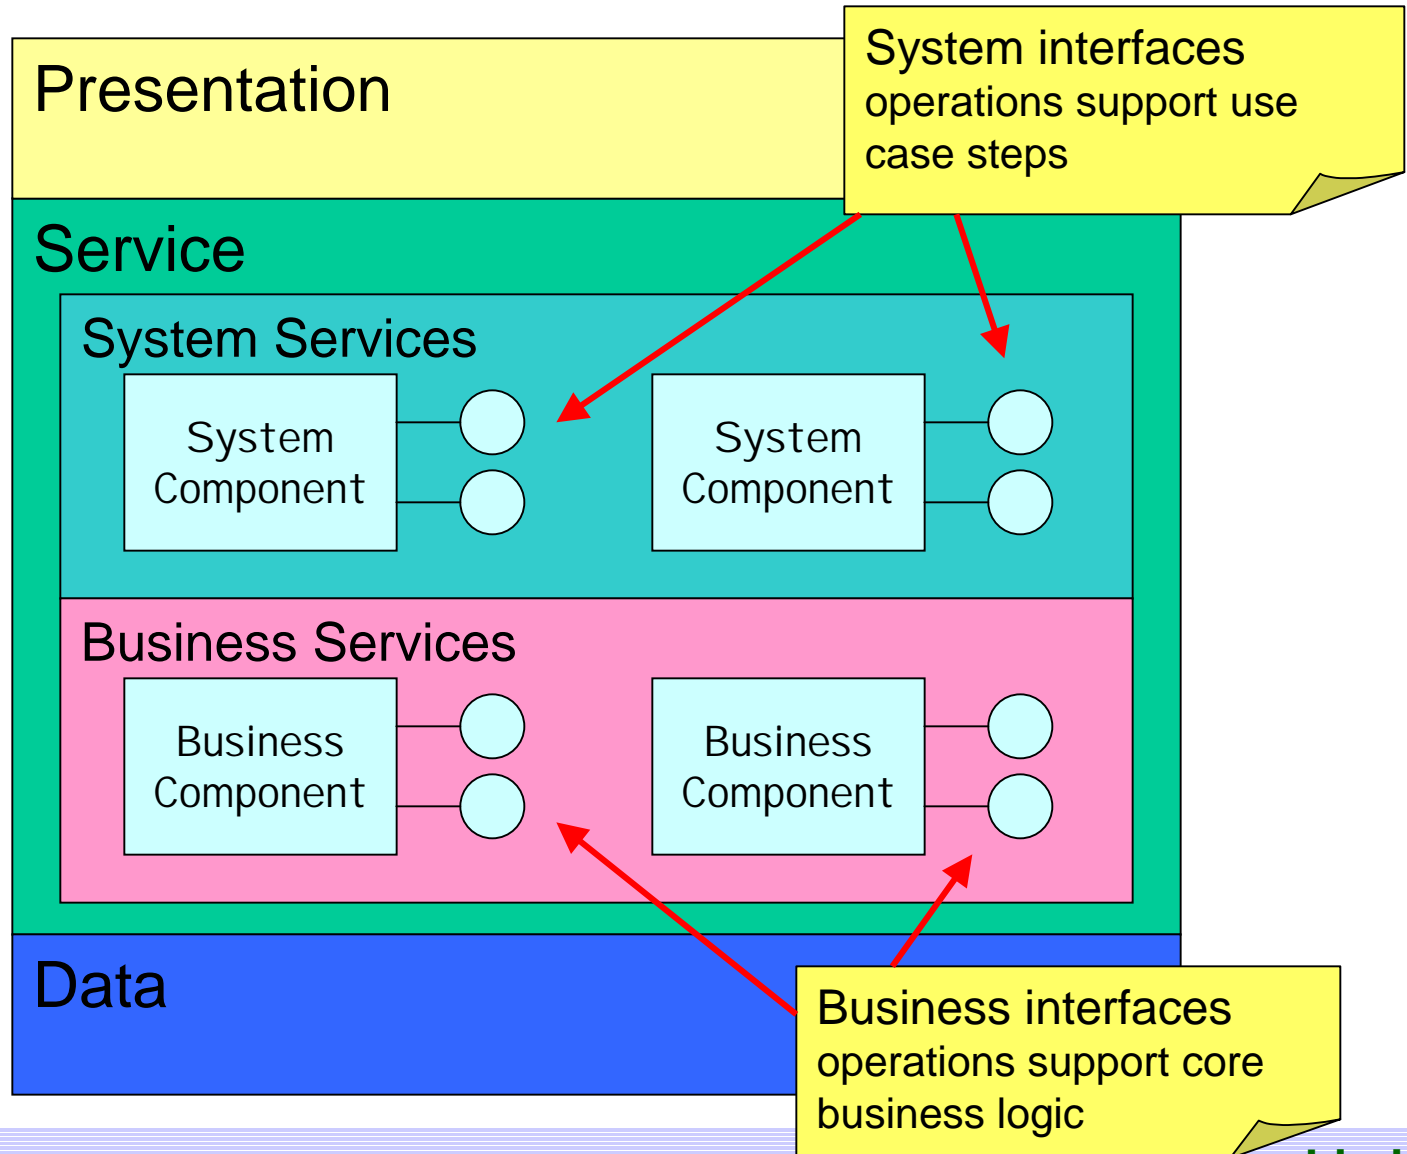 Presentation
System interfaces
operations support use
case steps
Service
System Services
System
Component
System
Component
Business Services
Business
Component
Business
Component
Data
Business interfaces
operations support core
business logic